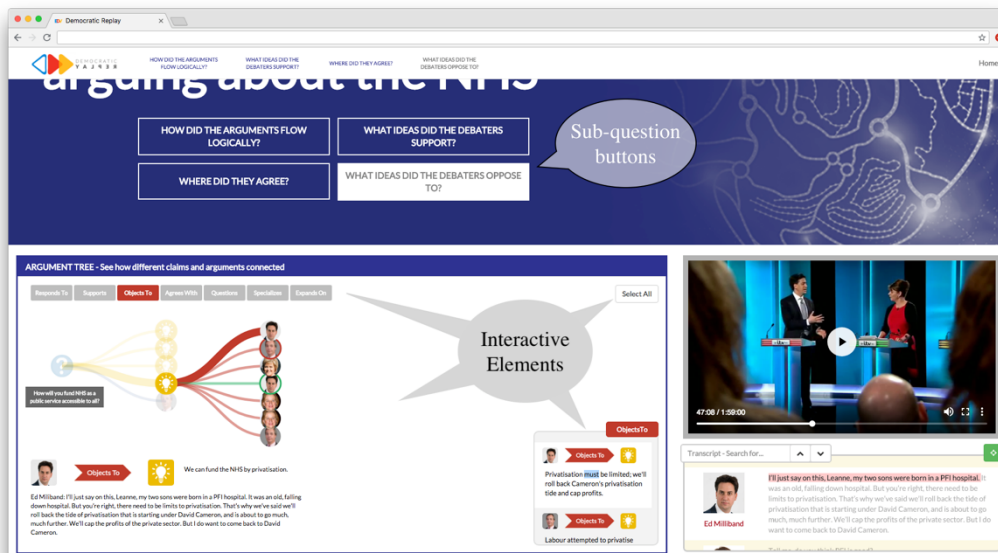 Democratic Replay
DEMOCRATIC
REPLAY
HOW DID THE ARGUMENTS
FLOW LOGICALLY?
WHAT IDEAS DID THE
DEBATERS SUPPORT?
WHERE DID THEY AGREE?
WHAT IDEAS DID THE
DEBATERS OPPOSE TO?
Home
arguing about the NHS
HOW DID THE ARGUMENTS FLOW
LOGICALLY?
WHAT IDEAS DID THE DEBATERS
SUPPORT?
WHERE DID THEY AGREE?
WHAT IDEAS DID THE DEBATERS OPPOSE
TO?
Sub-question
buttons
ARGUMENT TREE - See how different claims and arguments connected
Responds To
Supports
Objects To
Agrees With
Questions
Specializes
Expands On
Select All
Interactive
Elements
How will you fund NHS as a
public service accessible to all?
Objects To
We can fund the NHS by privatisation.
Ed Miliband: I'll just say on this, Leanne, my two sons were born in a PFI hospital. It was an old, falling
down hospital. But you're right, there need to be limits to privatisation. That's why we've said we'll
roll back the tide of privatisation that is starting under David Cameron, and is about to go much,
much further. We'll cap the profits of the private sector. But I do want to come back to David
Cameron.
ObjectsTo
Objects To
Privatisation must be limited; we'll
roll back Cameron's privatisation
tide and cap profits.
Objects To
Labour attempted to privatise
47:08 / 1:59:00
Transcript - Search for...
I'll just say on this, Leanne, my two sons were born in a PFI hospital. It
was an old, falling down hospital. But you're right, there need to be
limits to privatisation. That's why we've said we'll roll back the tide of
privatisation that is starting under David Cameron, and is about to go
much, much further. We'll cap the profits of the private sector. But I do
want to come back to David Cameron.
Ed Milliband